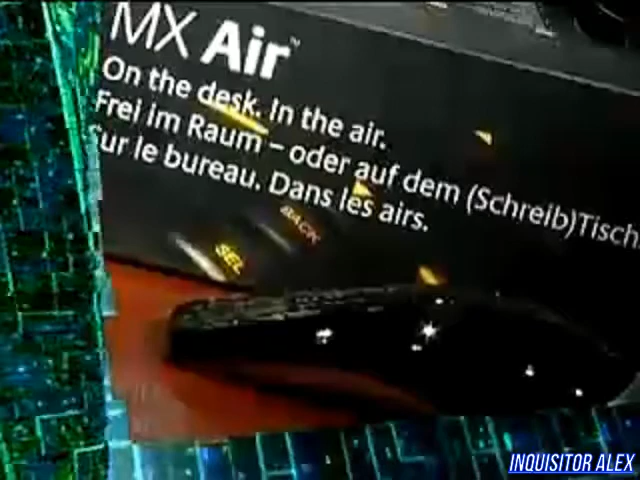 MX Air™
On the desk. In the air.
Frei im Raum – oder auf dem (Schreib)Tisch.
Sur le bureau. Dans les airs.
BACK
SEL
INQUISITOR ALEX